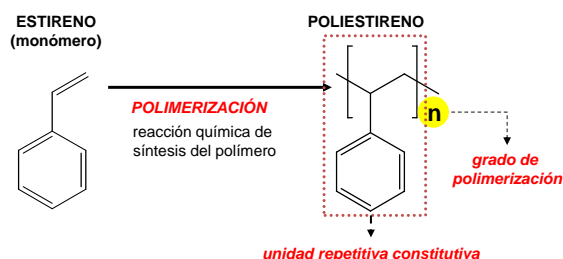 ESTIRENO
(monómero)
POLIESTIRENO
POLIMERIZACIÓN
reacción química de
síntesis del polímero
n
grado de
polimerización
unidad repetitiva constitutiva